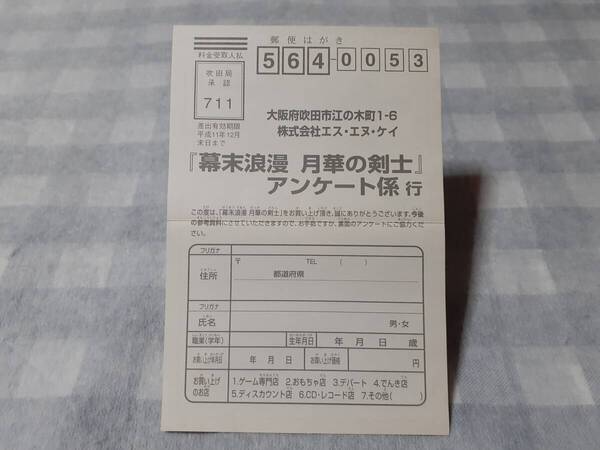 郵便はがき
料金受取人払
564-0053
吹田局
承認
711
差出有効期限
平成11年12月
末日まで
大阪府吹田市江の木町1-6
株式会社エス・エヌ・ケイ
『幕末浪漫 月華の剣士』
アンケート係 行
この度は、「幕末浪漫 月華の剣士」をお買い上げ頂き、誠にありがとうございます。今後
の参考資料にさせていただきますので、お手数ですが、裏面のアンケートにご協力くだ
さい。
フリガナ
住所
〒 TEL ( )
都道府県
フリガナ
氏名
男・女
職業(学年)
生年月日
年 月 日 歳
お買い上げ年月日
年 月 日
お買い上げ価格
円
お買い上げ
のお店
1.ゲーム専門店 2.おもちゃ店 3.デパート 4.でんき店
5.ディスカウント店 6.CD・レコード店 7.その他( )